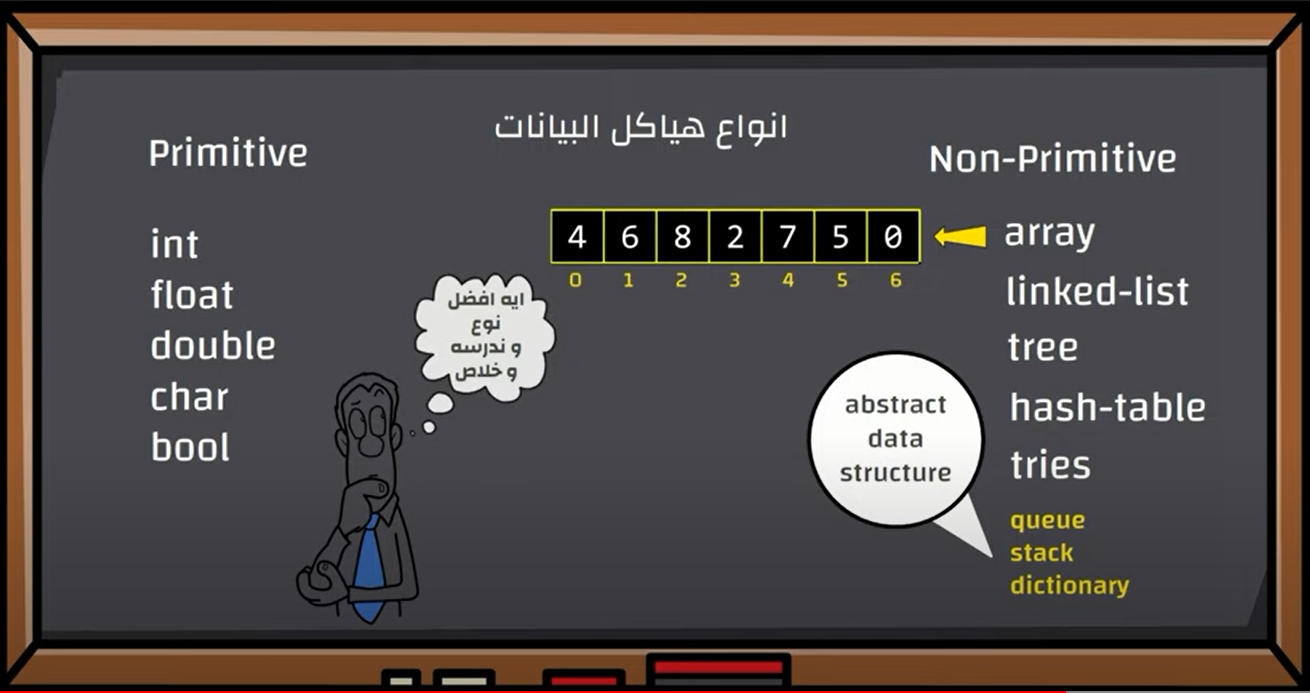 انواع هياكل البيانات
Primitive
int
float
double
char
bool
ايه افضل
نوع
و ندرسه
و خلاص
4 6 8 2 7 5 0
0 1 2 3 4 5 6
abstract
data
structure
Non-Primitive
array
linked-list
tree
hash-table
tries
queue
stack
dictionary